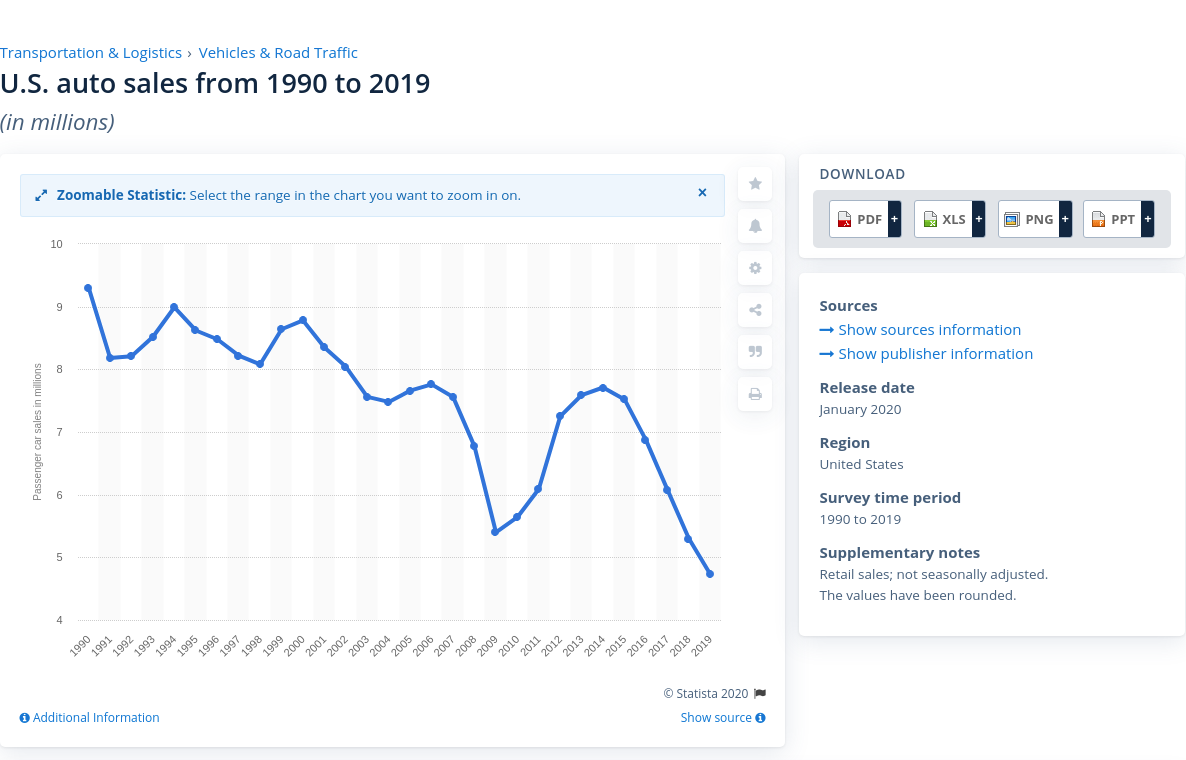 Transportation & Logistics › Vehicles & Road Traffic
U.S. auto sales from 1990 to 2019
(in millions)
Zoomable Statistic: Select the range in the chart you want to zoom in on.
×
10
9
8
7
6
5
4
Passenger car sales in millions
1990
1991
1992
1993
1994
1995
1996
1997
1998
1999
2000
2001
2002
2003
2004
2005
2006
2007
2008
2009
2010
2011
2012
2013
2014
2015
2016
2017
2018
2019
© Statista 2020
Additional Information
Show source
DOWNLOAD
PDF +
XLS +
PNG +
PPT +
Sources
Show sources information
Show publisher information
Release date
January 2020
Region
United States
Survey time period
1990 to 2019
Supplementary notes
Retail sales; not seasonally adjusted.
The values have been rounded.